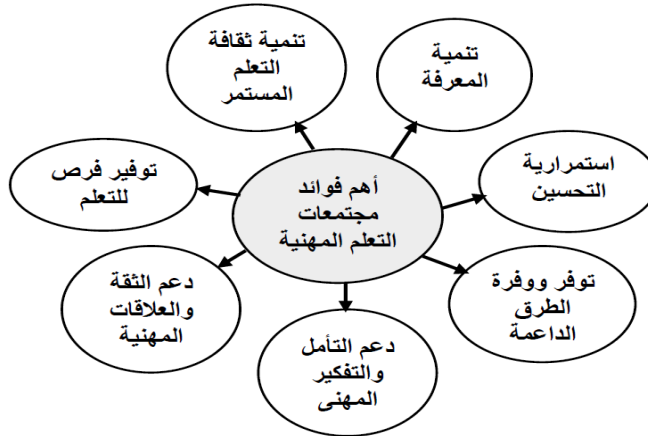 أهم فوائد
مجتمعات
التعلم المهنية
تنمية
المعرفة
استمرارية
التحسين
توفر ووفرة
الطرق
الداعمة
دعم التأمل
والتفكير
المهنى
دعم الثقة
والعلاقات
المهنية
توفير فرص
للتعلم
تنمية ثقافة
التعلم
المستمر